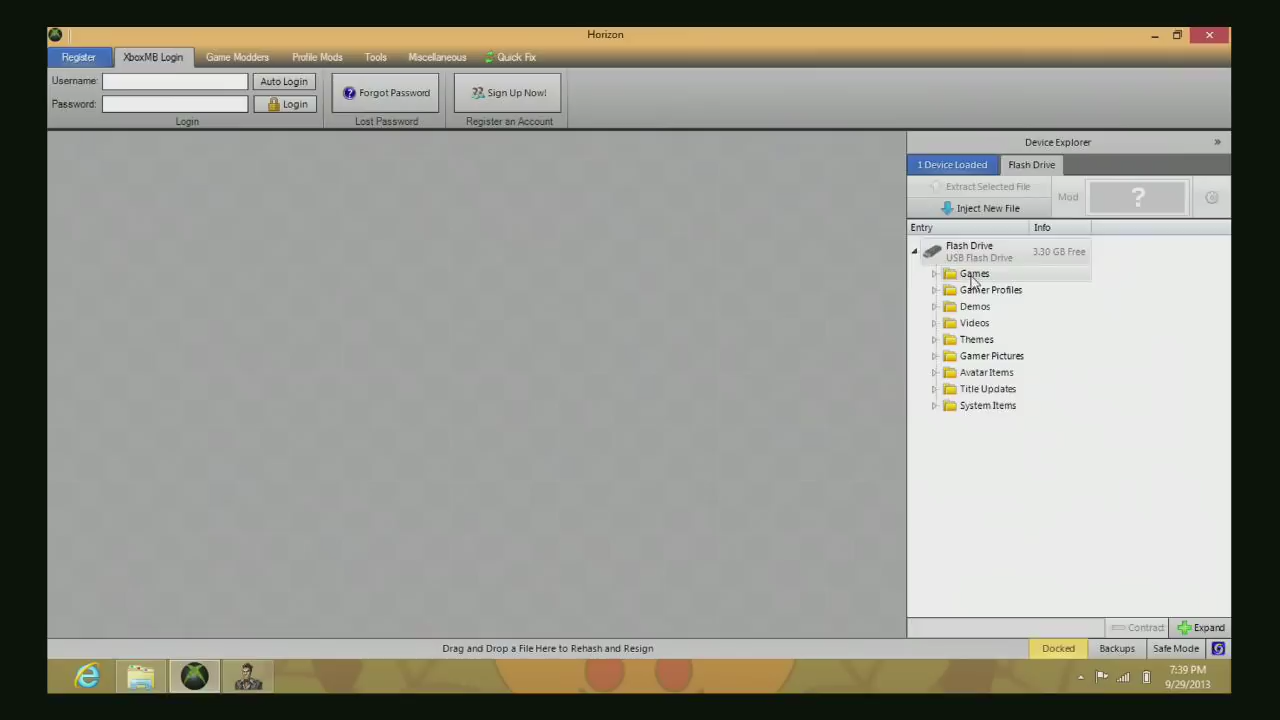 Horizon
Register XboxMB Login Game Modders Profile Mods Tools Miscellaneous Quick Fix
Username: Auto Login Forgot Password Sign Up Now!
Password: Login
Login Lost Password Register an Account
Device Explorer »
1 Device Loaded Flash Drive
Extract Selected File Mod ?
Inject New File
Entry Info
Flash Drive
USB Flash Drive 3.30 GB Free
Games
Gamer Profiles
Demos
Videos
Themes
Gamer Pictures
Avatar Items
Title Updates
System Items
Contract Expand
Drag and Drop a File Here to Rehash and Resign Docked Backups Safe Mode
7:39 PM
9/29/2013